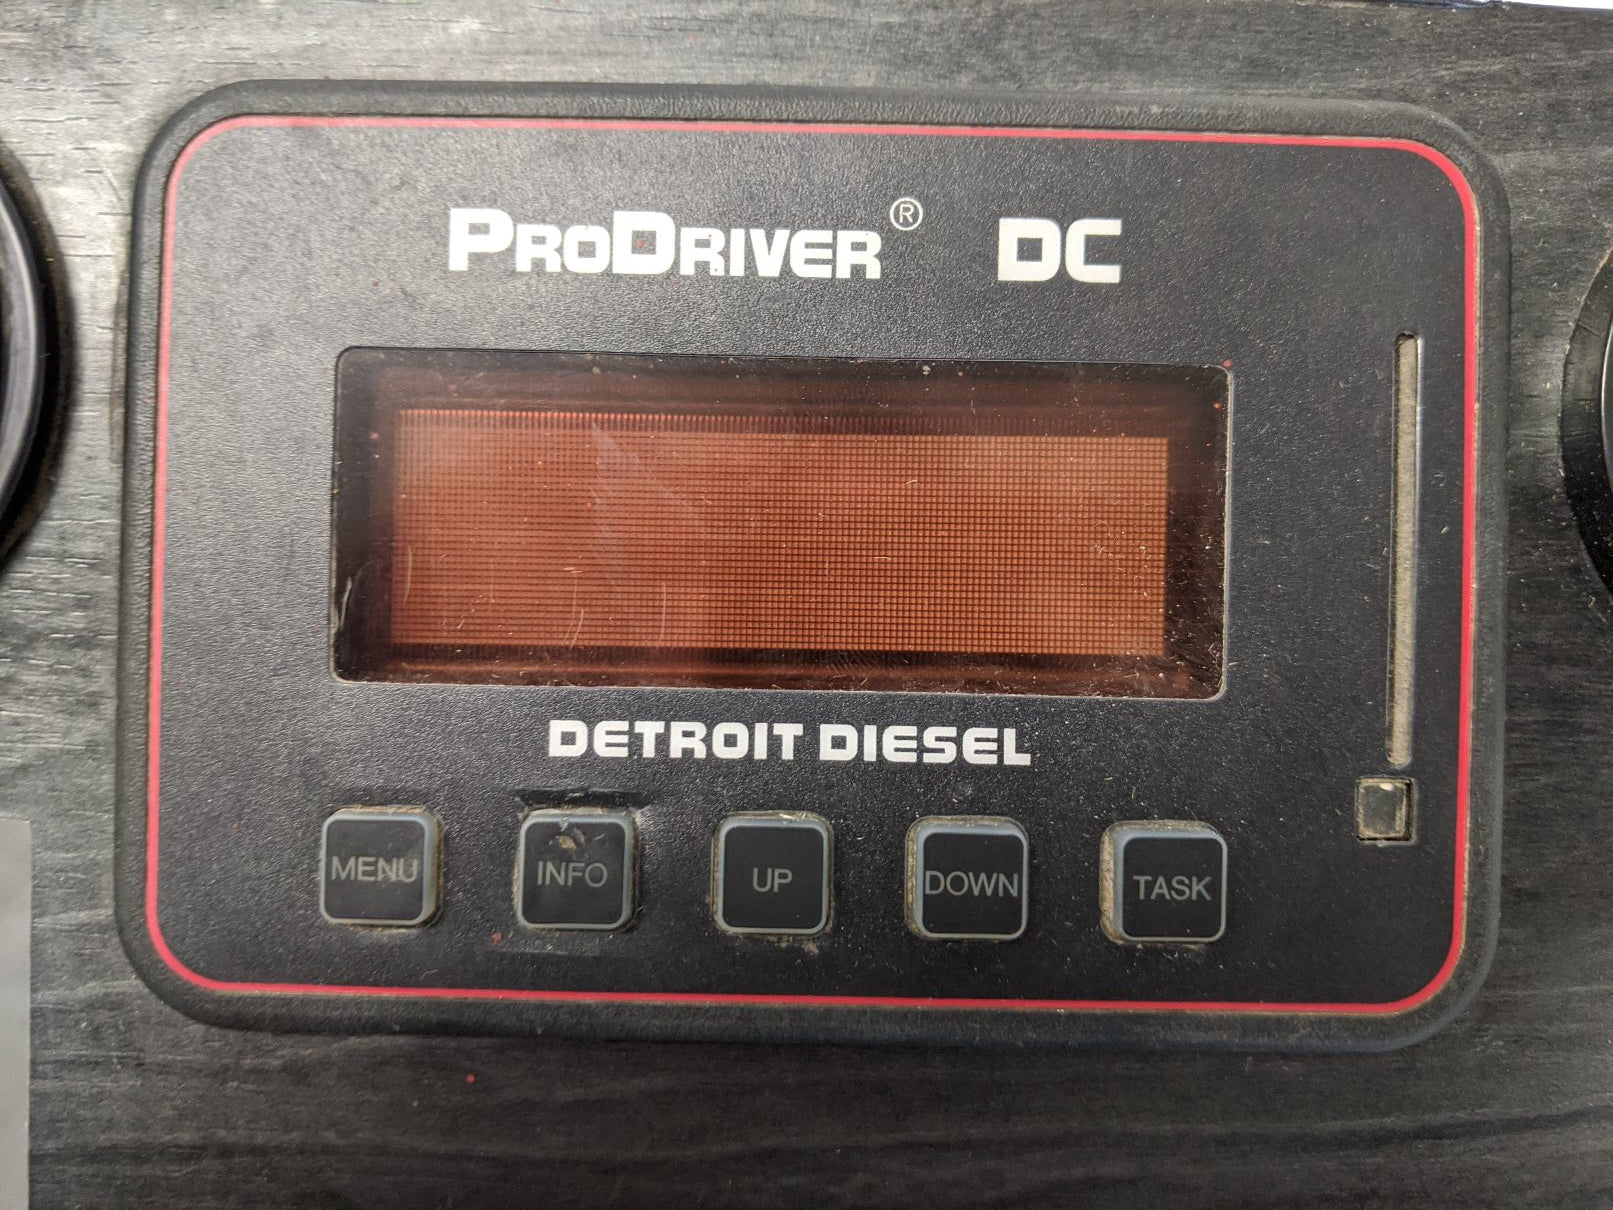 PRODRIVER® DC
DETROIT DIESEL
MENU INFO UP DOWN TASK